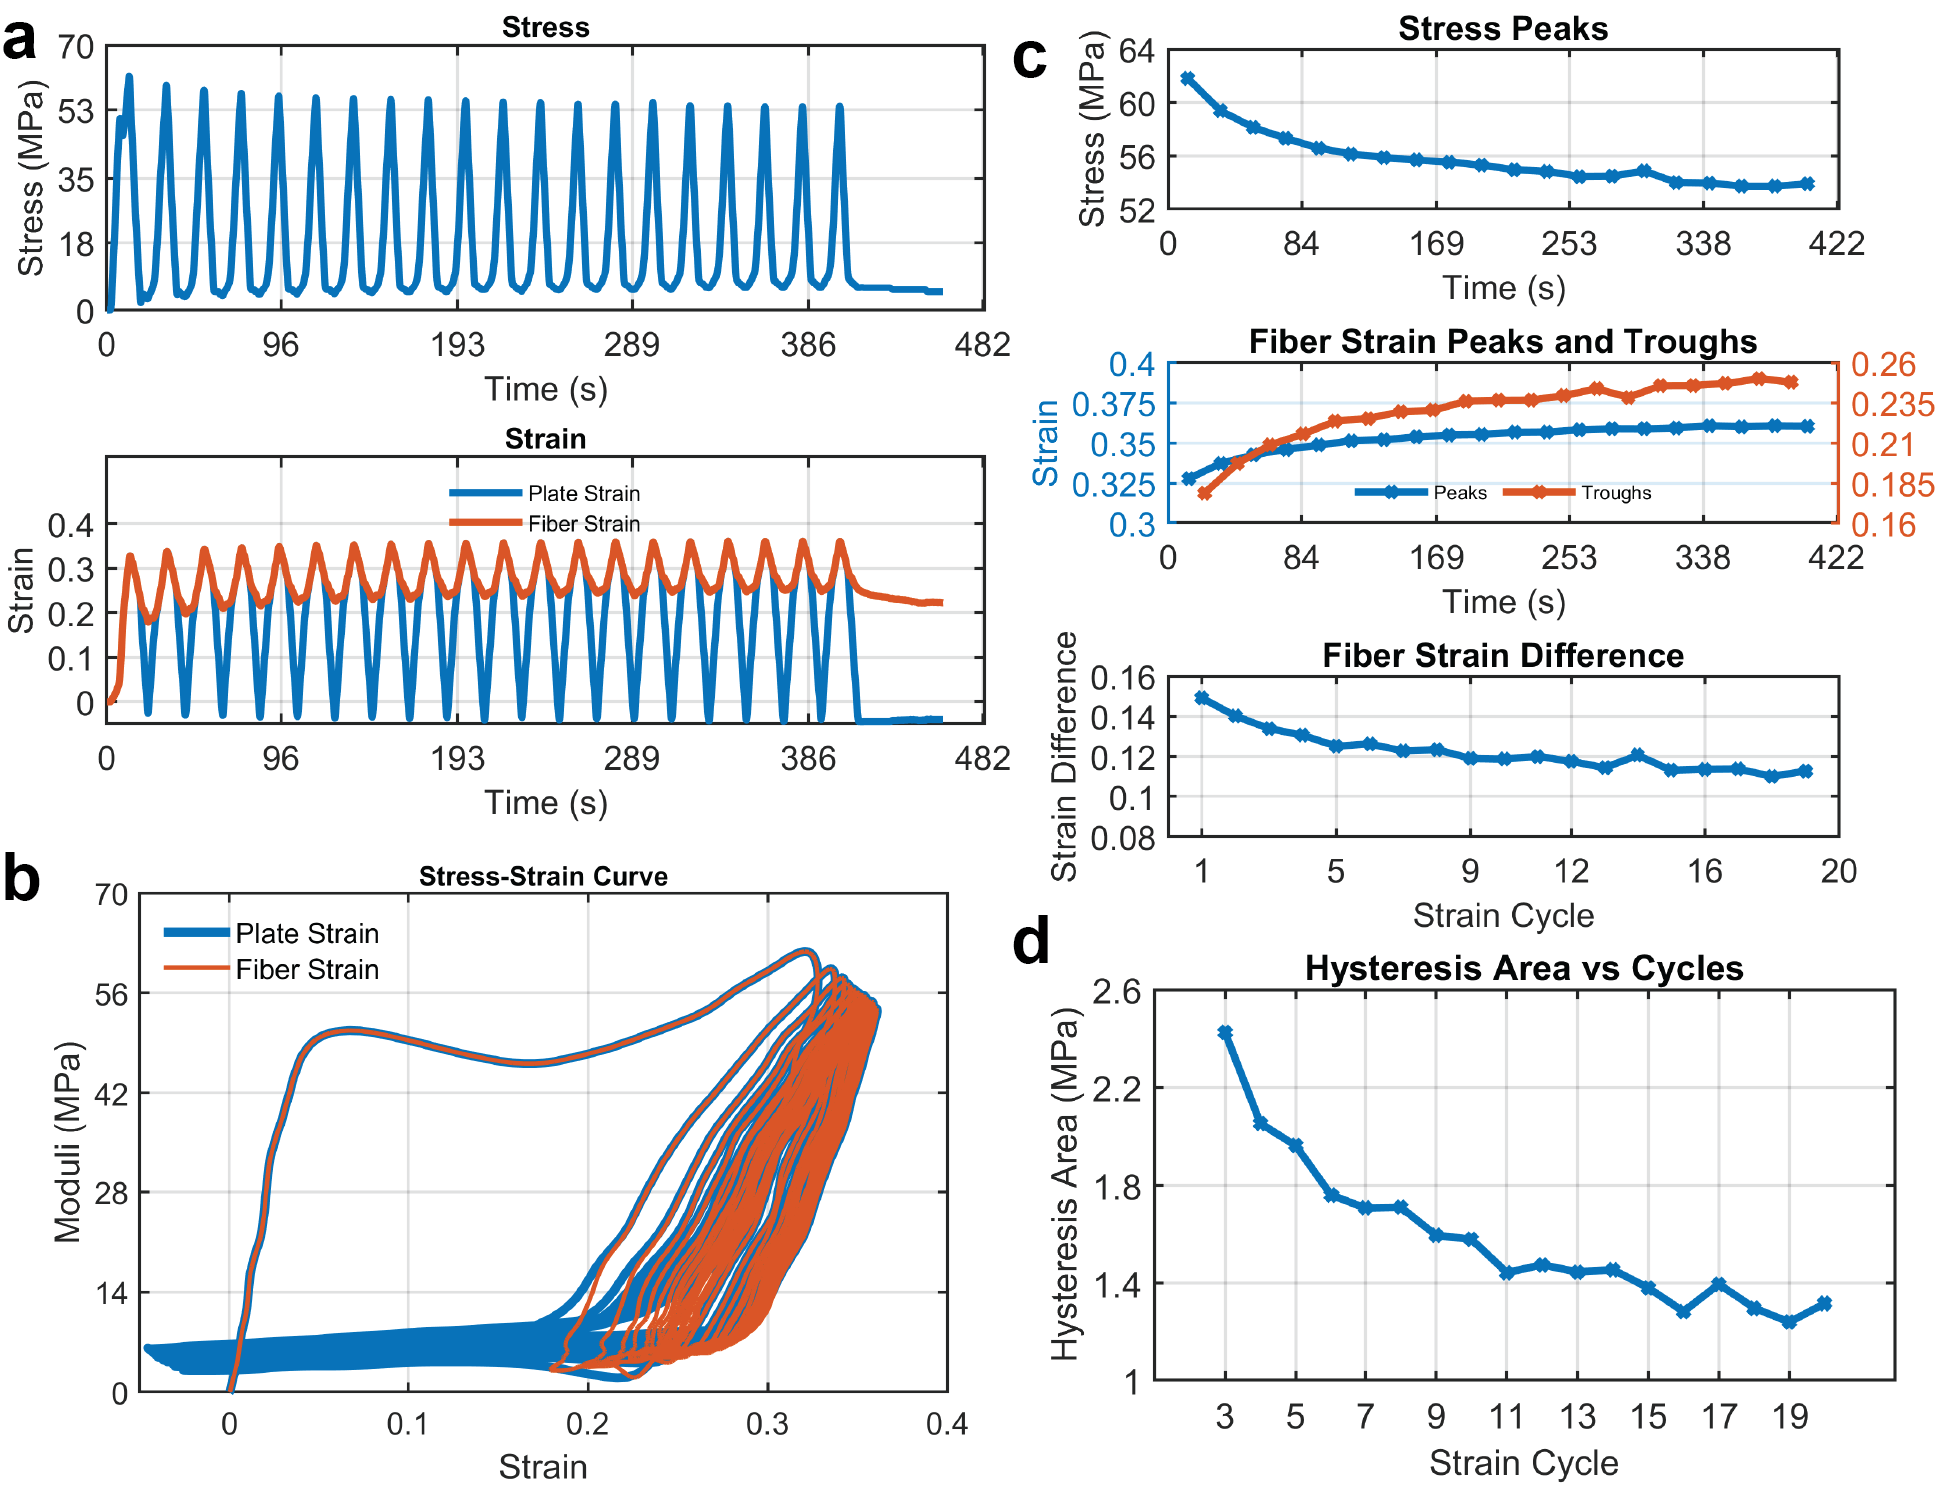 a
Stress
Stress (MPa)
70
53
35
18
0
0 96 193 289 386 482
Time (s)
Strain
Plate Strain
Fiber Strain
Strain
0.4
0.3
0.2
0.1
0
0 96 193 289 386 482
Time (s)
b
Stress-Strain Curve
Plate Strain
Fiber Strain
Moduli (MPa)
70
56
42
28
14
0
0 0.1 0.2 0.3 0.4
Strain
c
Stress Peaks
Stress (MPa)
64
60
56
52
0 84 169 253 338 422
Time (s)
Fiber Strain Peaks and Troughs
Strain
0.4 0.26
0.375 0.235
0.35 0.21
0.325 0.185
0.3 0.16
Peaks Troughs
0 84 169 253 338 422
Time (s)
Fiber Strain Difference
Strain Difference
0.16
0.14
0.12
0.1
0.08
1 5 9 12 16 20
Strain Cycle
d
Hysteresis Area vs Cycles
Hysteresis Area (MPa)
2.6
2.2
1.8
1.4
1
3 5 7 9 11 13 15 17 19
Strain Cycle